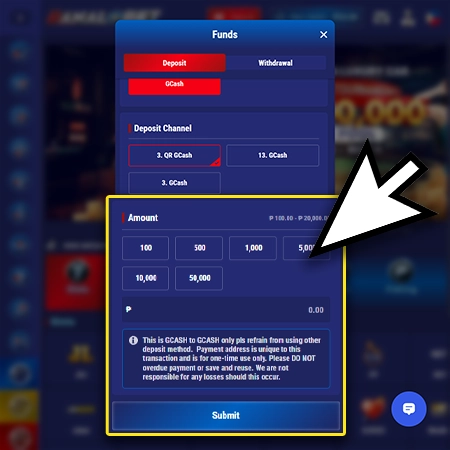 Funds
Deposit Withdrawal
GCash
Deposit Channel
3. QR GCash 13. GCash
3. GCash
Amount ₱ 100.00 - ₱ 20,000.00
100 500 1,000 5,000
10,000 50,000
₱ 0.00
This is GCASH to GCASH only pls refrain from using other
deposit method. Payment address is unique to this
transaction and is for one-time use only. Please DO NOT
overdue payment or save and reuse. We are not
responsible for any losses should this occur.
Submit